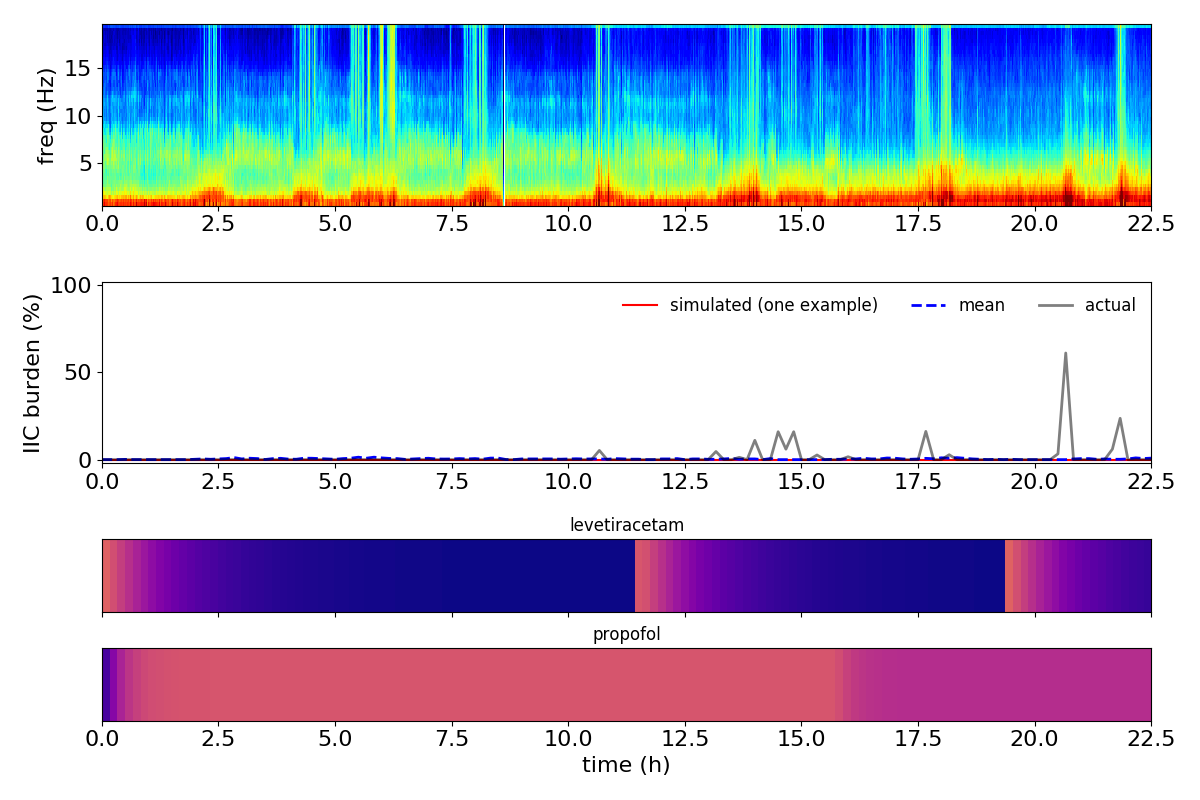 freq (Hz)
15
10
5
0.0 2.5 5.0 7.5 10.0 12.5 15.0 17.5 20.0 22.5
IIC burden (%)
100
50
0
simulated (one example) mean actual
0.0 2.5 5.0 7.5 10.0 12.5 15.0 17.5 20.0 22.5
levetiracetam
propofol
0.0 2.5 5.0 7.5 10.0 12.5 15.0 17.5 20.0 22.5
time (h)